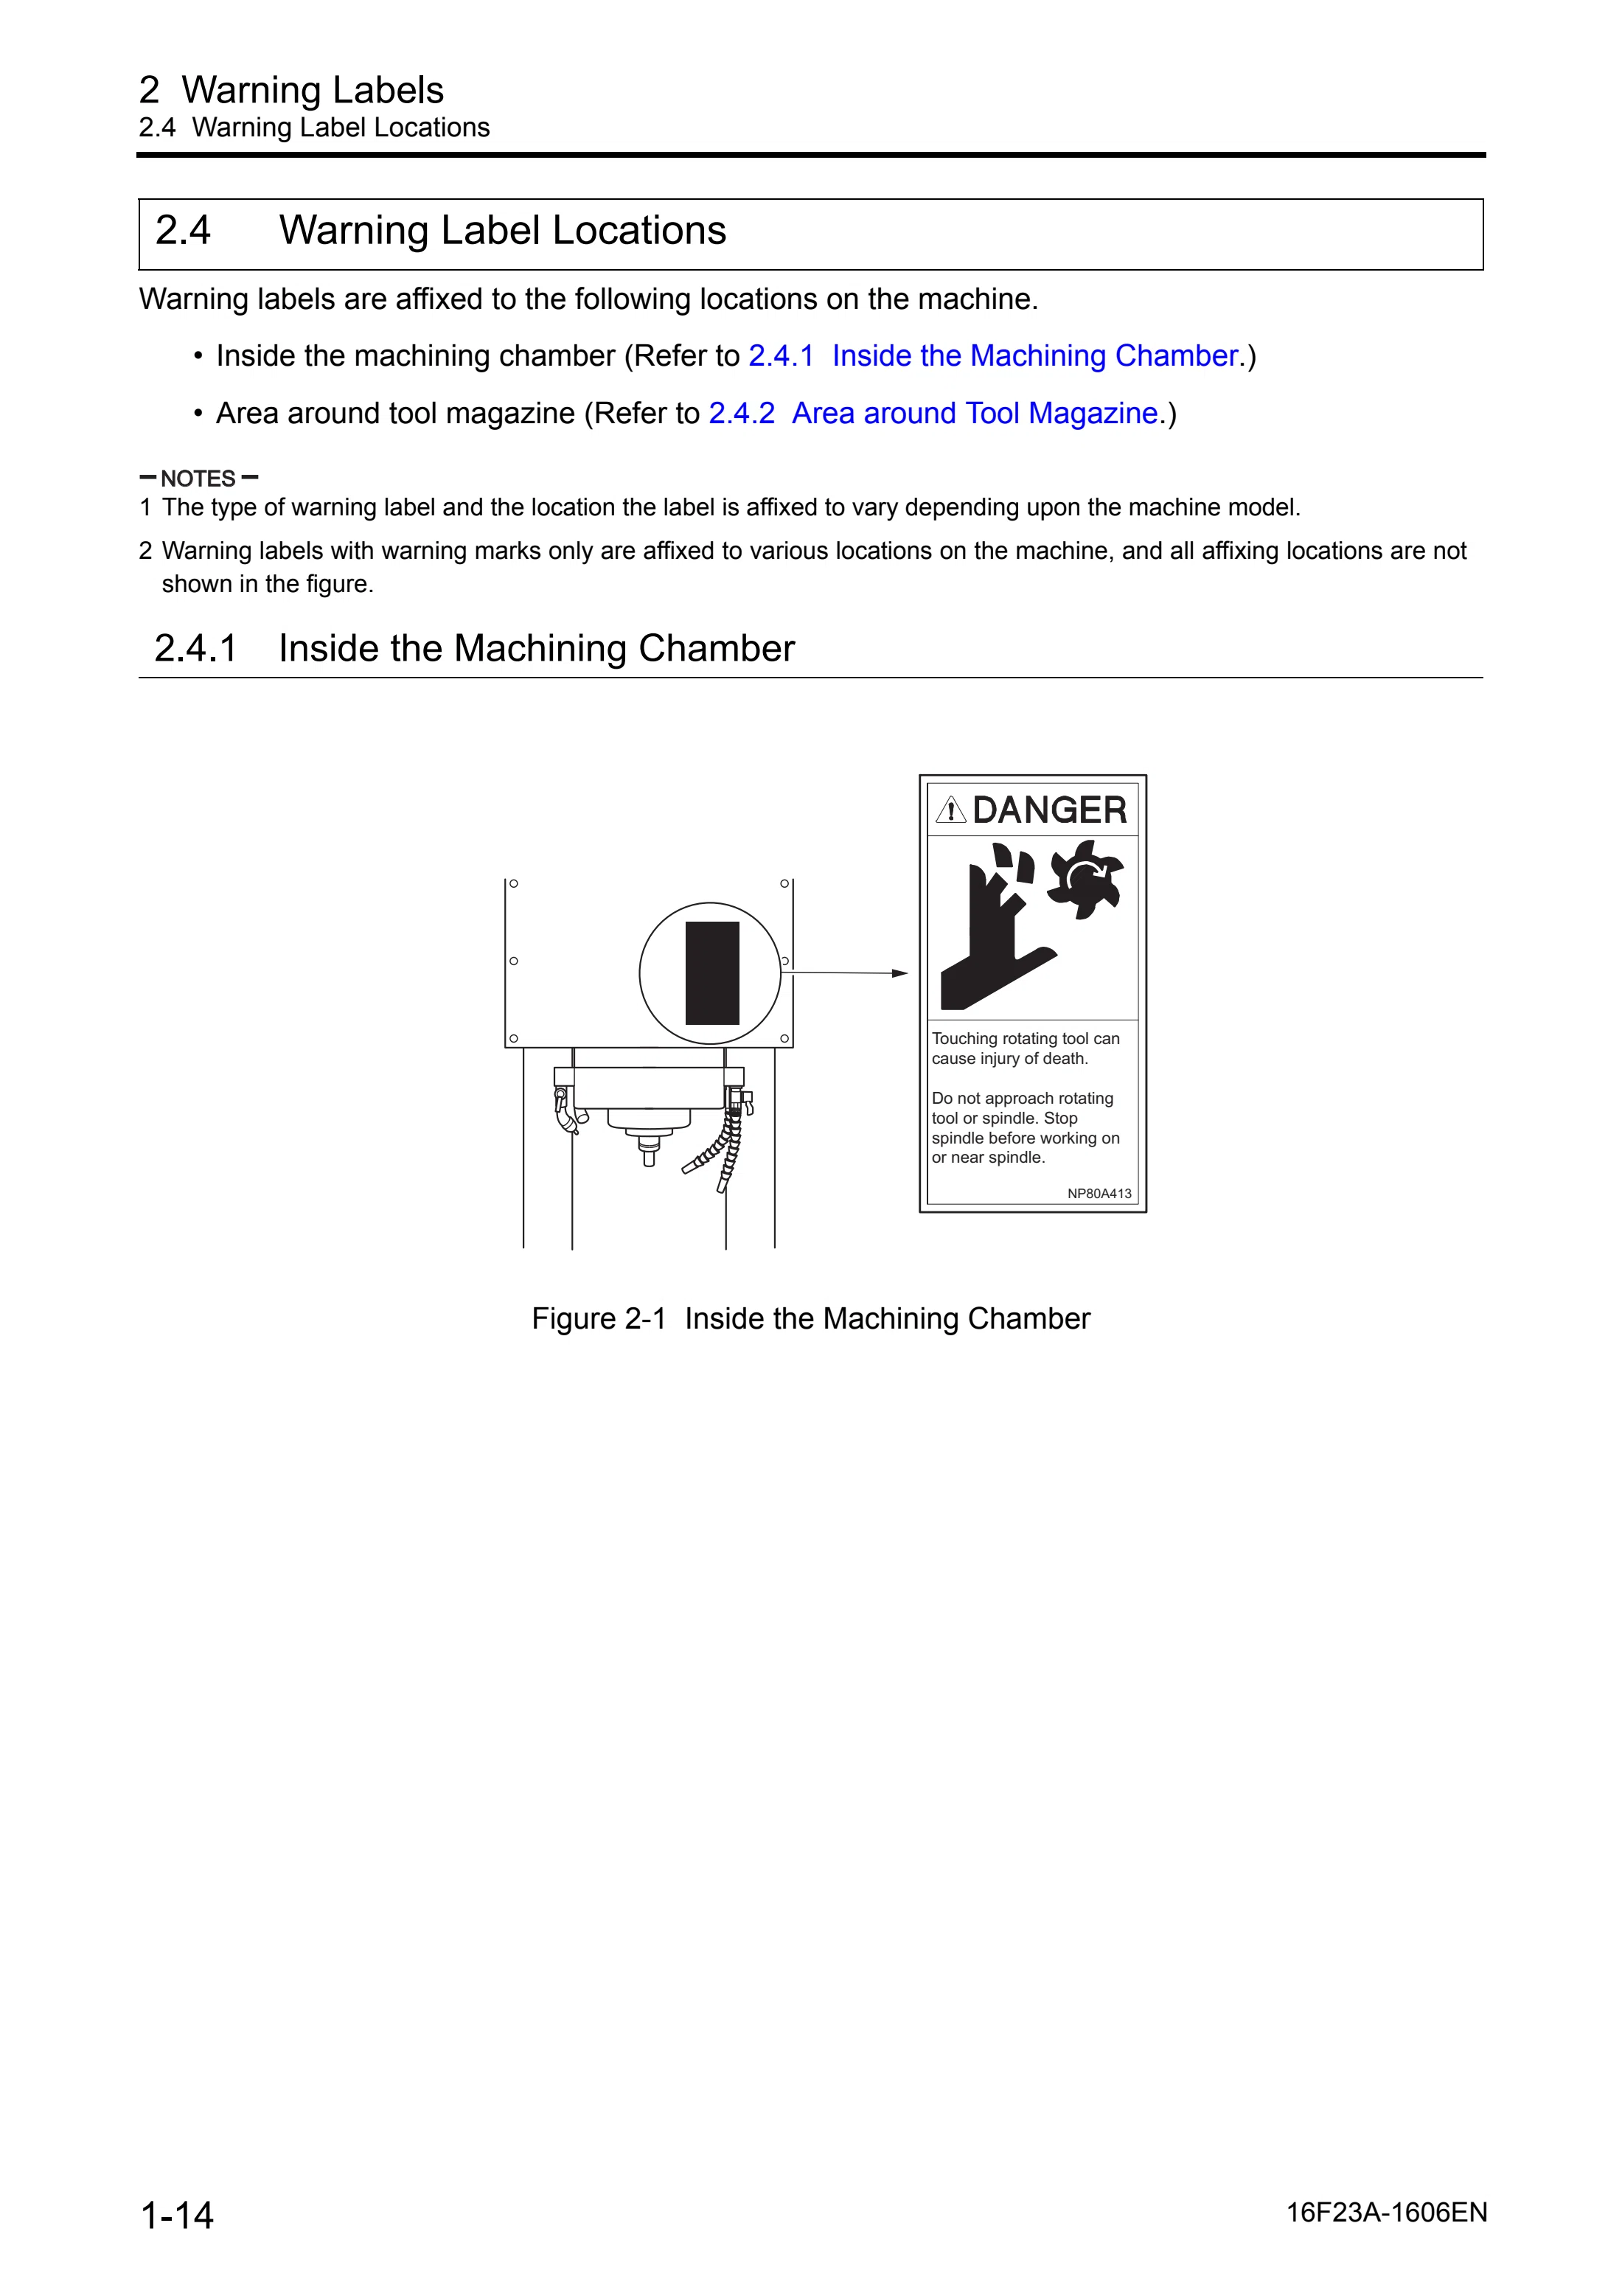 2 Warning Labels
2.4 Warning Label Locations
2.4 Warning Label Locations
Warning labels are affixed to the following locations on the machine.
• Inside the machining chamber (Refer to 2.4.1 Inside the Machining Chamber.)
• Area around tool magazine (Refer to 2.4.2 Area around Tool Magazine.)
NOTES
1 The type of warning label and the location the label is affixed to vary depending upon the machine model.
2 Warning labels with warning marks only are affixed to various locations on the machine, and all affixing locations are not
shown in the figure.
2.4.1 Inside the Machining Chamber
DANGER
Touching rotating tool can
cause injury of death.
Do not approach rotating
tool or spindle. Stop
spindle before working on
or near spindle.
NP80A413
Figure 2-1 Inside the Machining Chamber
1-14
16F23A-1606EN